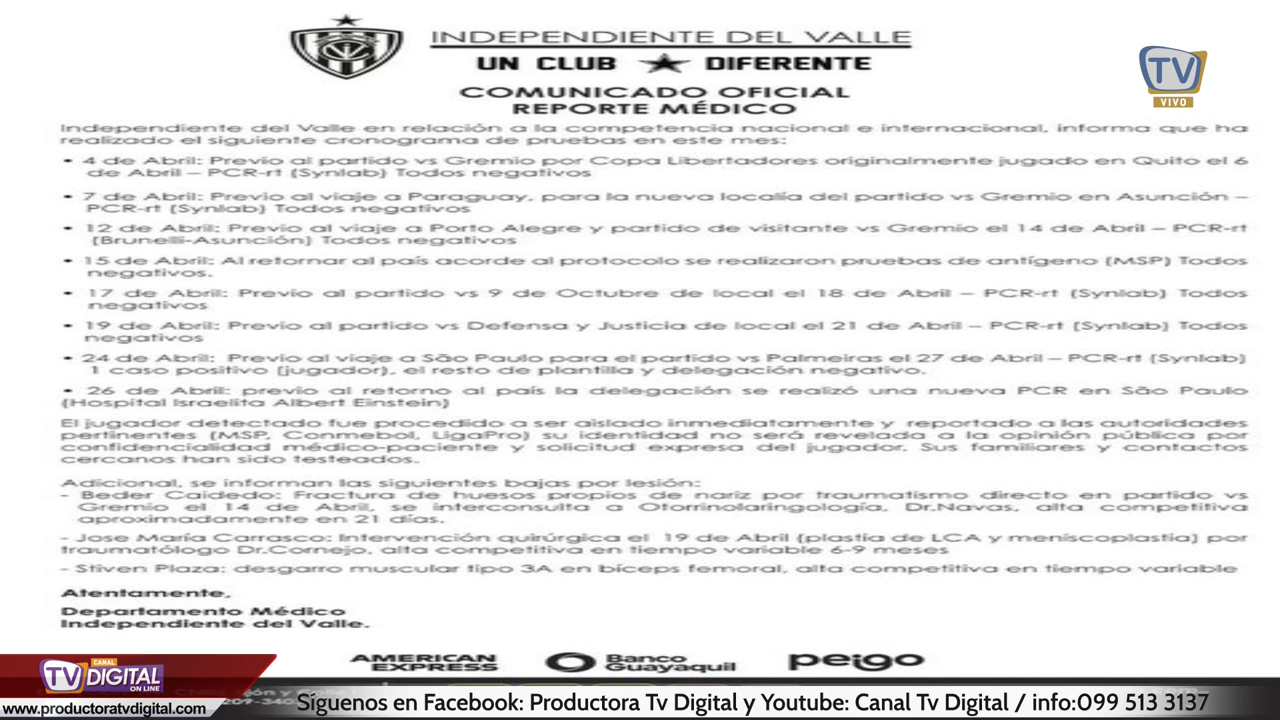 INDEPENDIENTE DEL VALLE
UN CLUB DIFERENTE
TV
VIVO
COMUNICADO OFICIAL
REPORTE MÉDICO
Independiente del Valle en relación a la competencia nacional e internacional, informa que ha
realizado el siguiente cronograma de pruebas en este mes:
• 4 de Abril: Previo al partido vs Gremio por Copa Libertadores originalmente jugado en Quito el 6
de Abril – PCR-rt (Synlab) Todos negativos
• 7 de Abril: Previo al viaje a Paraguay, para la nueva localía del partido vs Gremio en Asunción –
PCR-rt (Synlab) Todos negativos
• 12 de Abril: Previo al viaje a Porto Alegre y partido de visitante vs Gremio el 14 de Abril – PCR-rt
(Brunelli-Asunción) Todos negativos
• 15 de Abril: Al retornar al país acorde al protocolo se realizaron pruebas de antígeno (MSP) Todos
negativos.
• 17 de Abril: Previo al partido vs 9 de Octubre de local el 18 de Abril – PCR-rt (Synlab) Todos
negativos
• 19 de Abril: Previo al partido vs Defensa y Justicia de local el 21 de Abril – PCR-rt (Synlab) Todos
negativos
• 24 de Abril: Previo al viaje a São Paulo para el partido vs Palmeiras el 27 de Abril – PCR-rt (Synlab)
1 caso positivo (jugador), el resto de plantilla y delegación negativo.
• 26 de Abril: previo al retorno al país la delegación se realizó una nueva PCR en São Paulo
(Hospital Israelita Albert Einstein)
El jugador detectado fue procedido a ser aislado inmediatamente y reportado a las autoridades
pertinentes (MSP, Conmebol, LigaPro) su identidad no será revelada a la opinión pública por
confidencialidad médico-paciente y solicitud expresa del jugador. Sus familiares y contactos
cercanos han sido testeados.
Adicional, se informan las siguientes bajas por lesión:
- Beder Caidedo: Fractura de huesos propios de nariz por traumatismo directo en partido vs
Gremio el 14 de Abril, se interconsulta a Otorrinolaringología, Dr.Navas, alta competitiva
aproximadamente en 21 días.
- Jose María Carrasco: Intervención quirúrgica el 19 de Abril (plastia de LCA y meniscoplastia) por
traumatólogo Dr.Cornejo, alta competitiva en tiempo variable 6-9 meses
- Stiven Plaza: desgarro muscular tipo 3A en bíceps femoral, alta competitiva en tiempo variable
Atentamente,
Departamento Médico
Independiente del Valle.
AMERICAN EXPRESS
Banco Guayaquil
peigo
CANAL
TV DIGITAL
ON LINE
www.productoratvdigital.com
Síguenos en Facebook: Productora Tv Digital y Youtube: Canal Tv Digital / info:099 513 3137